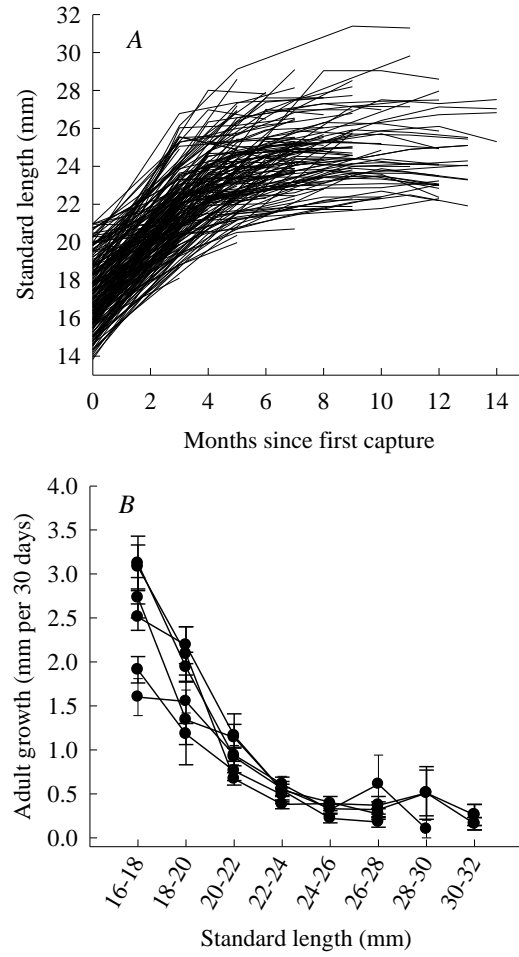 A
32
30
28
26
24
22
20
18
16
14
Standard length (mm)
0 2 4 6 8 10 12 14
Months since first capture
B
4.0
3.5
3.0
2.5
2.0
1.5
1.0
0.5
0.0
Adult growth (mm per 30 days)
16-18 18-20 20-22 22-24 24-26 26-28 28-30 30-32
Standard length (mm)